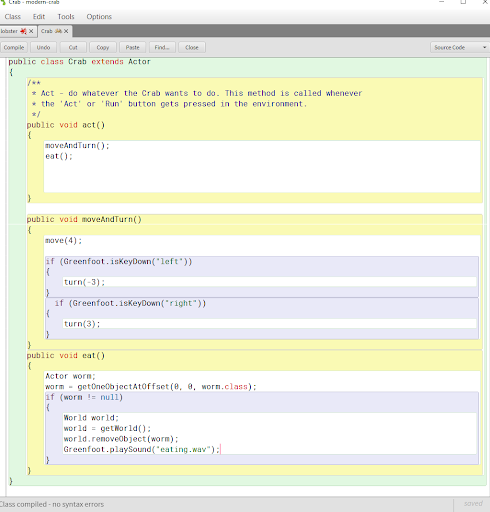 Crab - modern-crab
Class Edit Tools Options
lobster X Crab X
Compile Undo Cut Copy Paste Find... Close Source Code
public class Crab extends Actor
{
/**
* Act - do whatever the Crab wants to do. This method is called whenever
* the 'Act' or 'Run' button gets pressed in the environment.
*/
public void act()
{
moveAndTurn();
eat();
}
public void moveAndTurn()
{
move(4);
if (Greenfoot.isKeyDown("left"))
{
turn(-3);
}
if (Greenfoot.isKeyDown("right"))
{
turn(3);
}
}
public void eat()
{
Actor worm;
worm = getOneObjectAtOffset(0, 0, worm.class);
if (worm != null)
{
World world;
world = getWorld();
world.removeObject(worm);
Greenfoot.playSound("eating.wav");
}
}
}
Class compiled - no syntax errors
saved